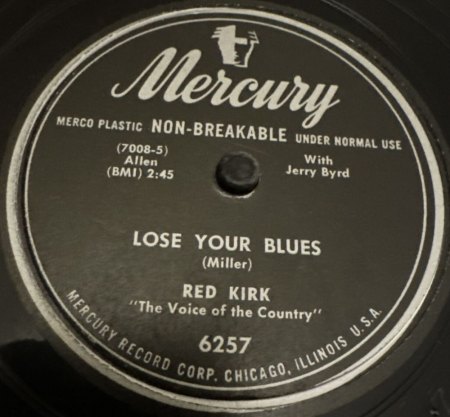 Mercury
MERCO PLASTIC NON-BREAKABLE UNDER NORMAL USE
(7008-5)
Allen
(BMI) 2:45
With
Jerry Byrd
LOSE YOUR BLUES
(Miller)
RED KIRK
"The Voice of the Country"
6257
MERCURY RECORD CORP. CHICAGO, ILLINOIS U.S.A.